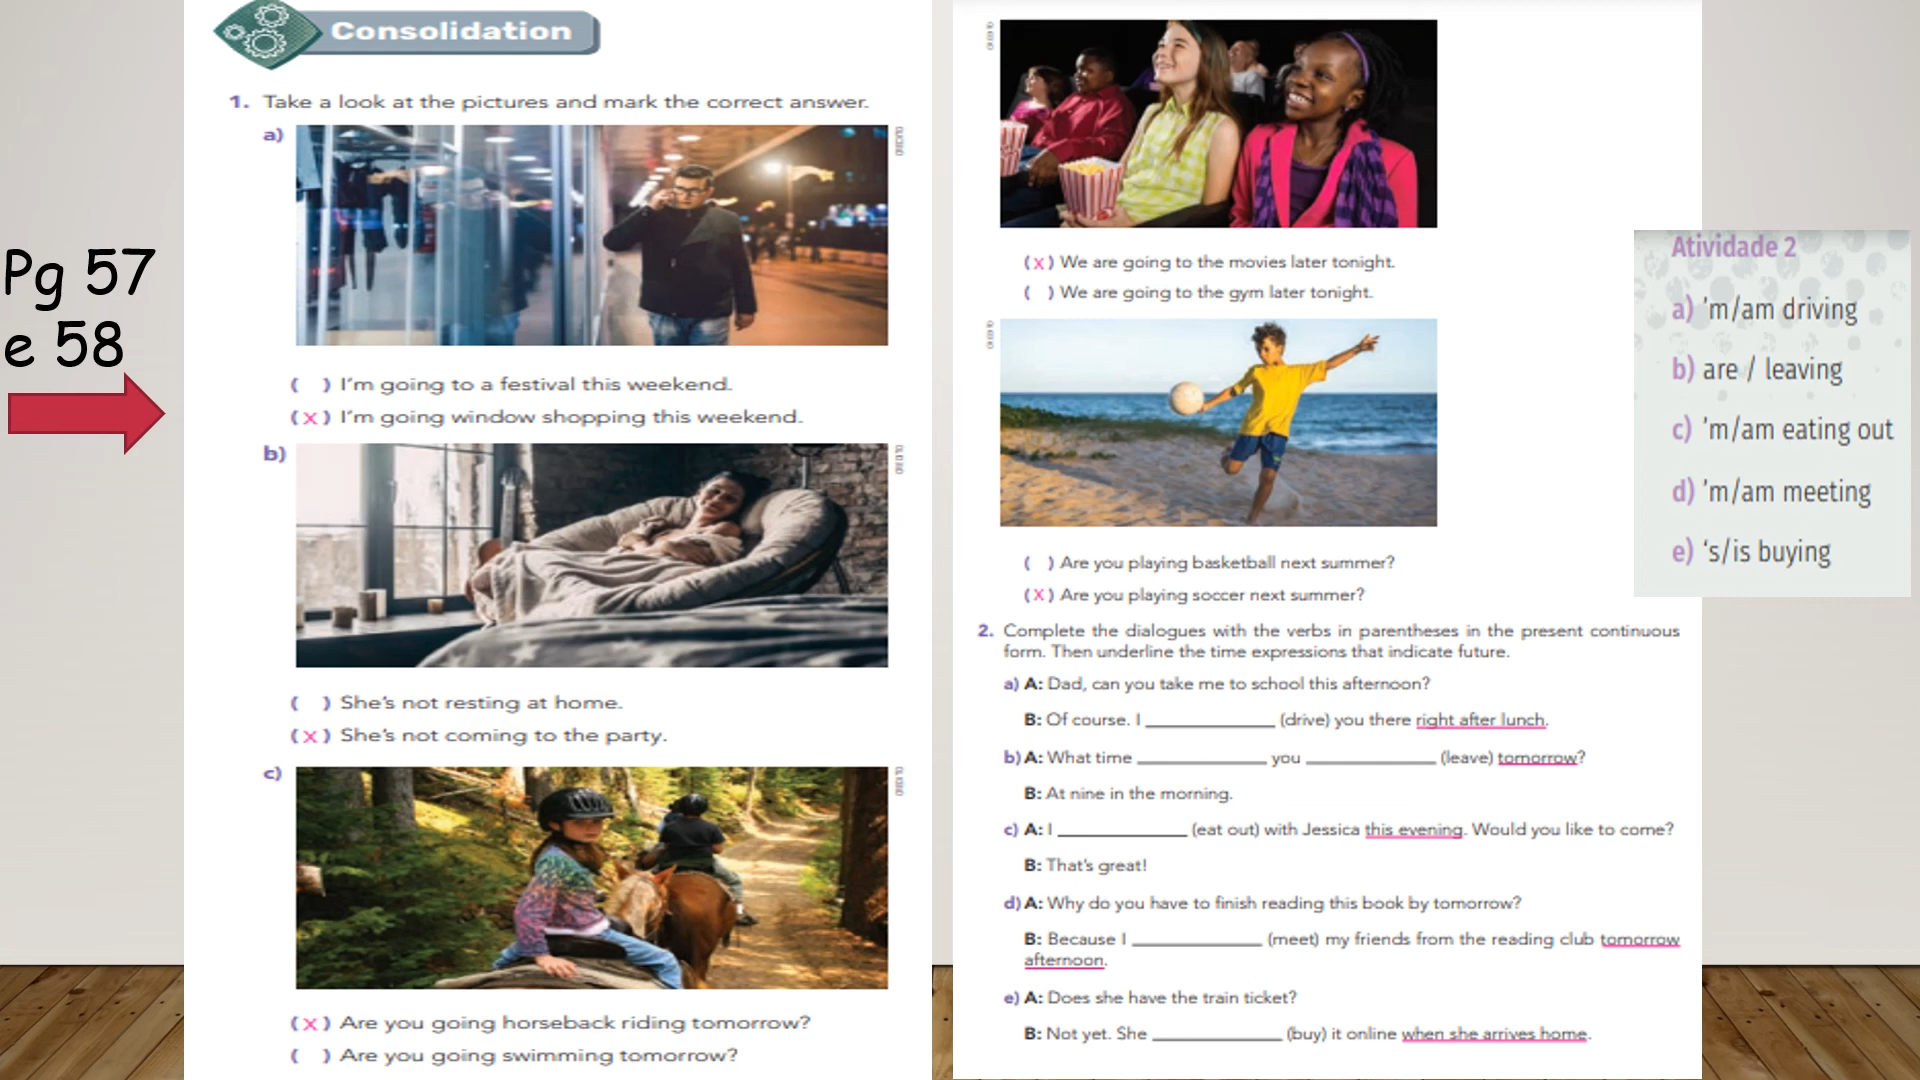 Pg 57
e 58
Consolidation
1. Take a look at the pictures and mark the correct answer.
a)
( ) I'm going to a festival this weekend.
(x) I'm going window shopping this weekend.
b)
( ) She's not resting at home.
(x) She's not coming to the party.
c)
(x) Are you going horseback riding tomorrow?
( ) Are you going swimming tomorrow?
(x) We are going to the movies later tonight.
( ) We are going to the gym later tonight.
( ) Are you playing basketball next summer?
(X) Are you playing soccer next summer?
2. Complete the dialogues with the verbs in parentheses in the present continuous
form. Then underline the time expressions that indicate future.
a) A: Dad, can you take me to school this afternoon?
B: Of course. I ____________ (drive) you there right after lunch.
b) A: What time ____________ you ____________ (leave) tomorrow?
B: At nine in the morning.
c) A: I ____________ (eat out) with Jessica this evening. Would you like to come?
B: That's great!
d) A: Why do you have to finish reading this book by tomorrow?
B: Because I ____________ (meet) my friends from the reading club tomorrow
afternoon.
e) A: Does she have the train ticket?
B: Not yet. She ____________ (buy) it online when she arrives home.
Atividade 2
a) 'm/am driving
b) are / leaving
c) 'm/am eating out
d) 'm/am meeting
e) 's/is buying